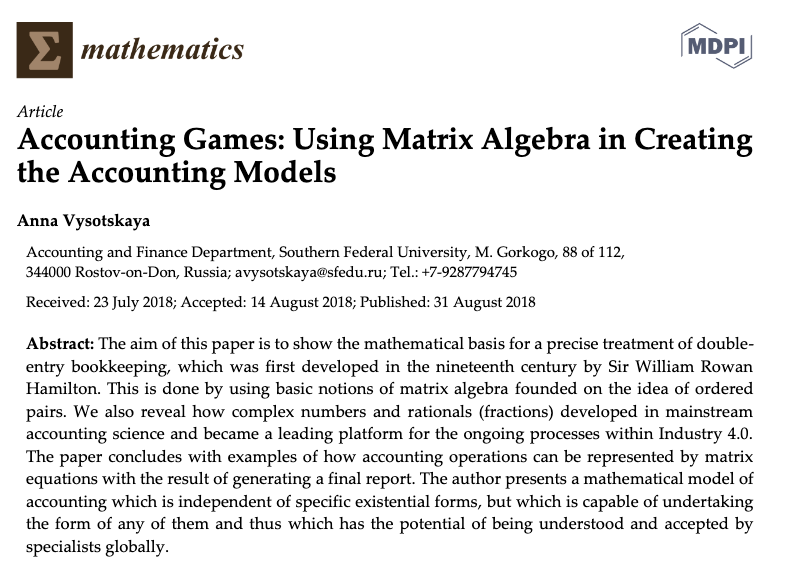 Σ mathematics
MDPI
Article
Accounting Games: Using Matrix Algebra in Creating
the Accounting Models
Anna Vysotskaya
Accounting and Finance Department, Southern Federal University, M. Gorkogo, 88 of 112,
344000 Rostov-on-Don, Russia; avysotskaya@sfedu.ru; Tel.: +7-9287794745
Received: 23 July 2018; Accepted: 14 August 2018; Published: 31 August 2018
Abstract: The aim of this paper is to show the mathematical basis for a precise treatment of double-
entry bookkeeping, which was first developed in the nineteenth century by Sir William Rowan
Hamilton. This is done by using basic notions of matrix algebra founded on the idea of ordered
pairs. We also reveal how complex numbers and rationals (fractions) developed in mainstream
accounting science and became a leading platform for the ongoing processes within Industry 4.0.
The paper concludes with examples of how accounting operations can be represented by matrix
equations with the result of generating a final report. The author presents a mathematical model of
accounting which is independent of specific existential forms, but which is capable of undertaking
the form of any of them and thus which has the potential of being understood and accepted by
specialists globally.